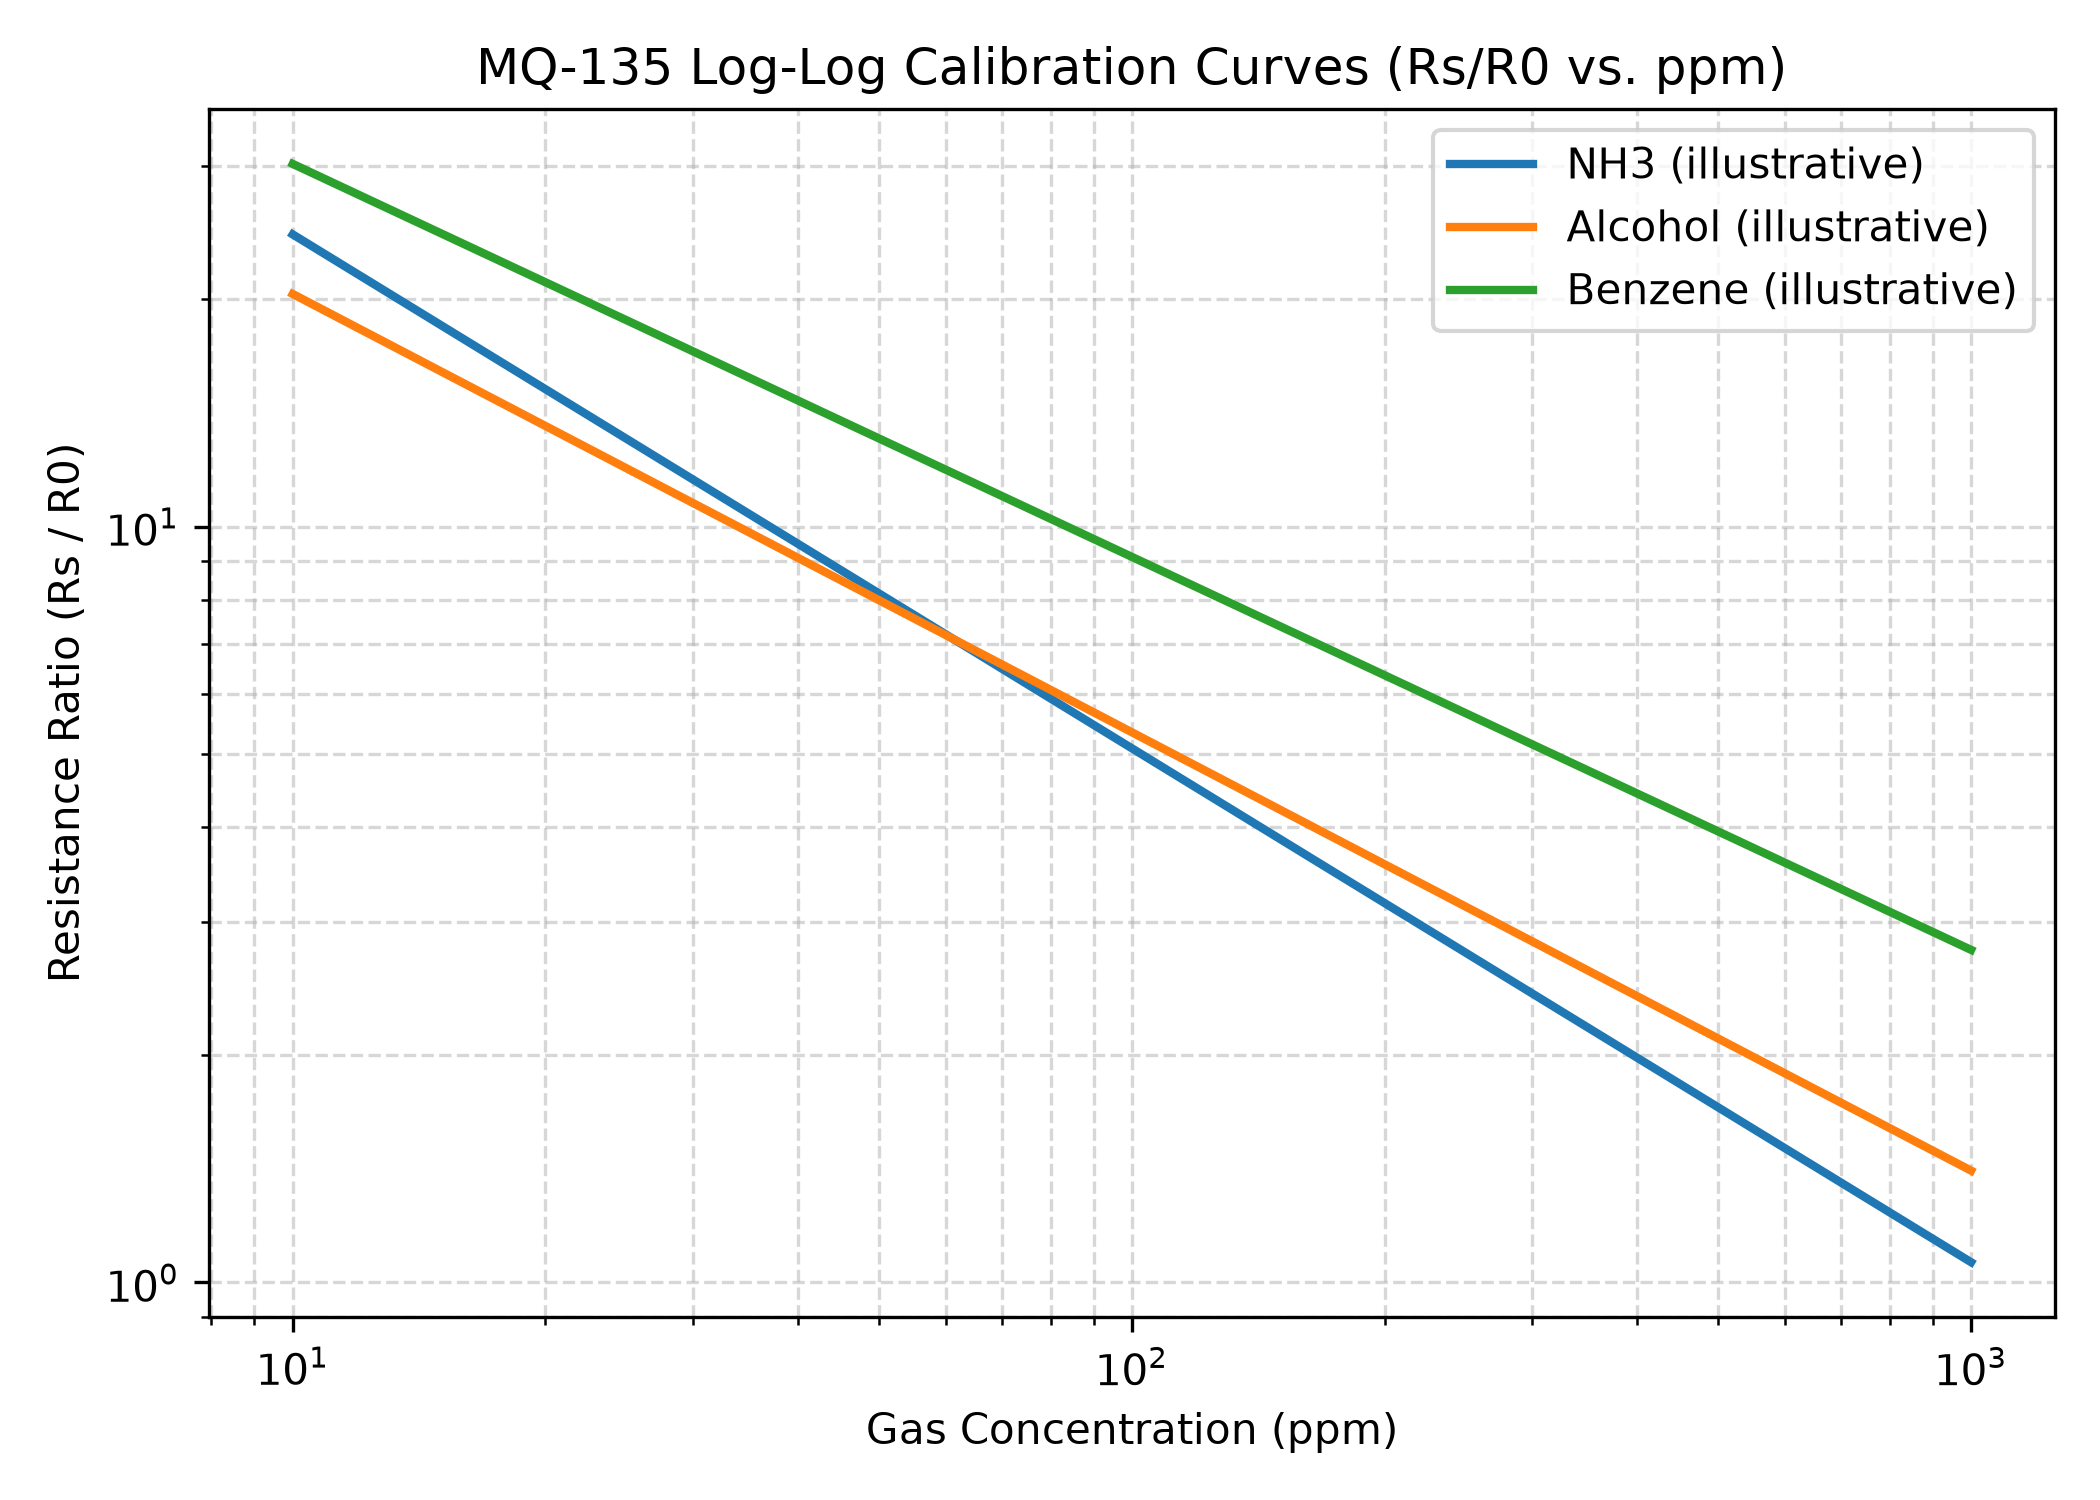 MQ-135 Log-Log Calibration Curves (Rs/R0 vs. ppm)
NH3 (illustrative)
Alcohol (illustrative)
Benzene (illustrative)
Resistance Ratio (Rs / R0)
10¹
10⁰
10¹
10²
10³
Gas Concentration (ppm)